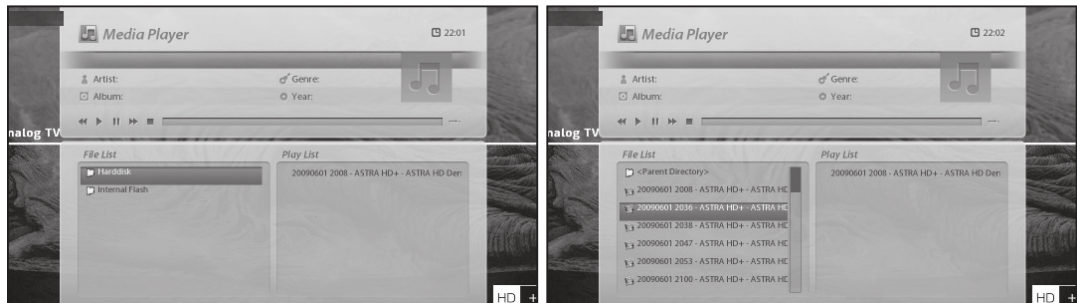 Media Player
22:01
Artist:
Genre:
Album:
Year:
--:--
nalog TV
File List
Play List
Harddisk
20090601 2008 - ASTRA HD+ - ASTRA HD Den
Internal Flash
HD +
Media Player
22:02
Artist:
Genre:
Album:
Year:
nalog TV
File List
Play List
<Parent Directory>
20090601 2008 - ASTRA HD+ - ASTRA HD Den
20090601 2008 - ASTRA HD+ - ASTRA HD
20090601 2036 - ASTRA HD+ - ASTRA HD
20090601 2038 - ASTRA HD+ - ASTRA HD
20090601 2047 - ASTRA HD+ - ASTRA HD
20090601 2053 - ASTRA HD+ - ASTRA HD
20090601 2100 - ASTRA HD+ - ASTRA HD
HD +